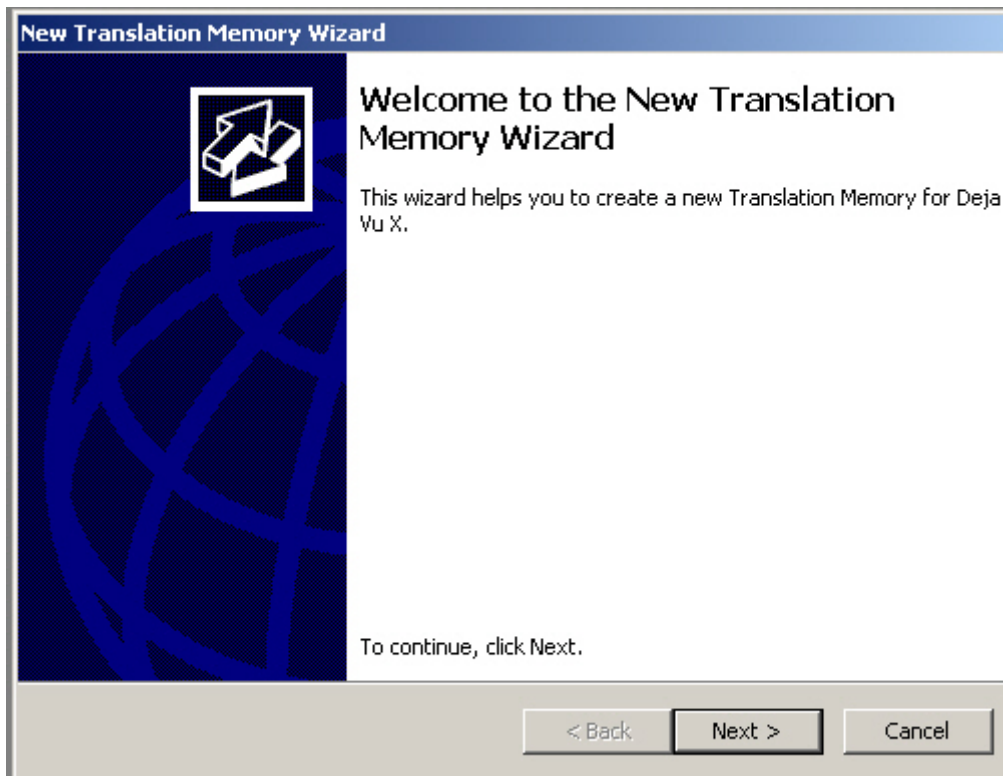 New Translation Memory Wizard
Welcome to the New Translation
Memory Wizard
This wizard helps you to create a new Translation Memory for Deja
Vu X.
To continue, click Next.
< Back
Next >
Cancel